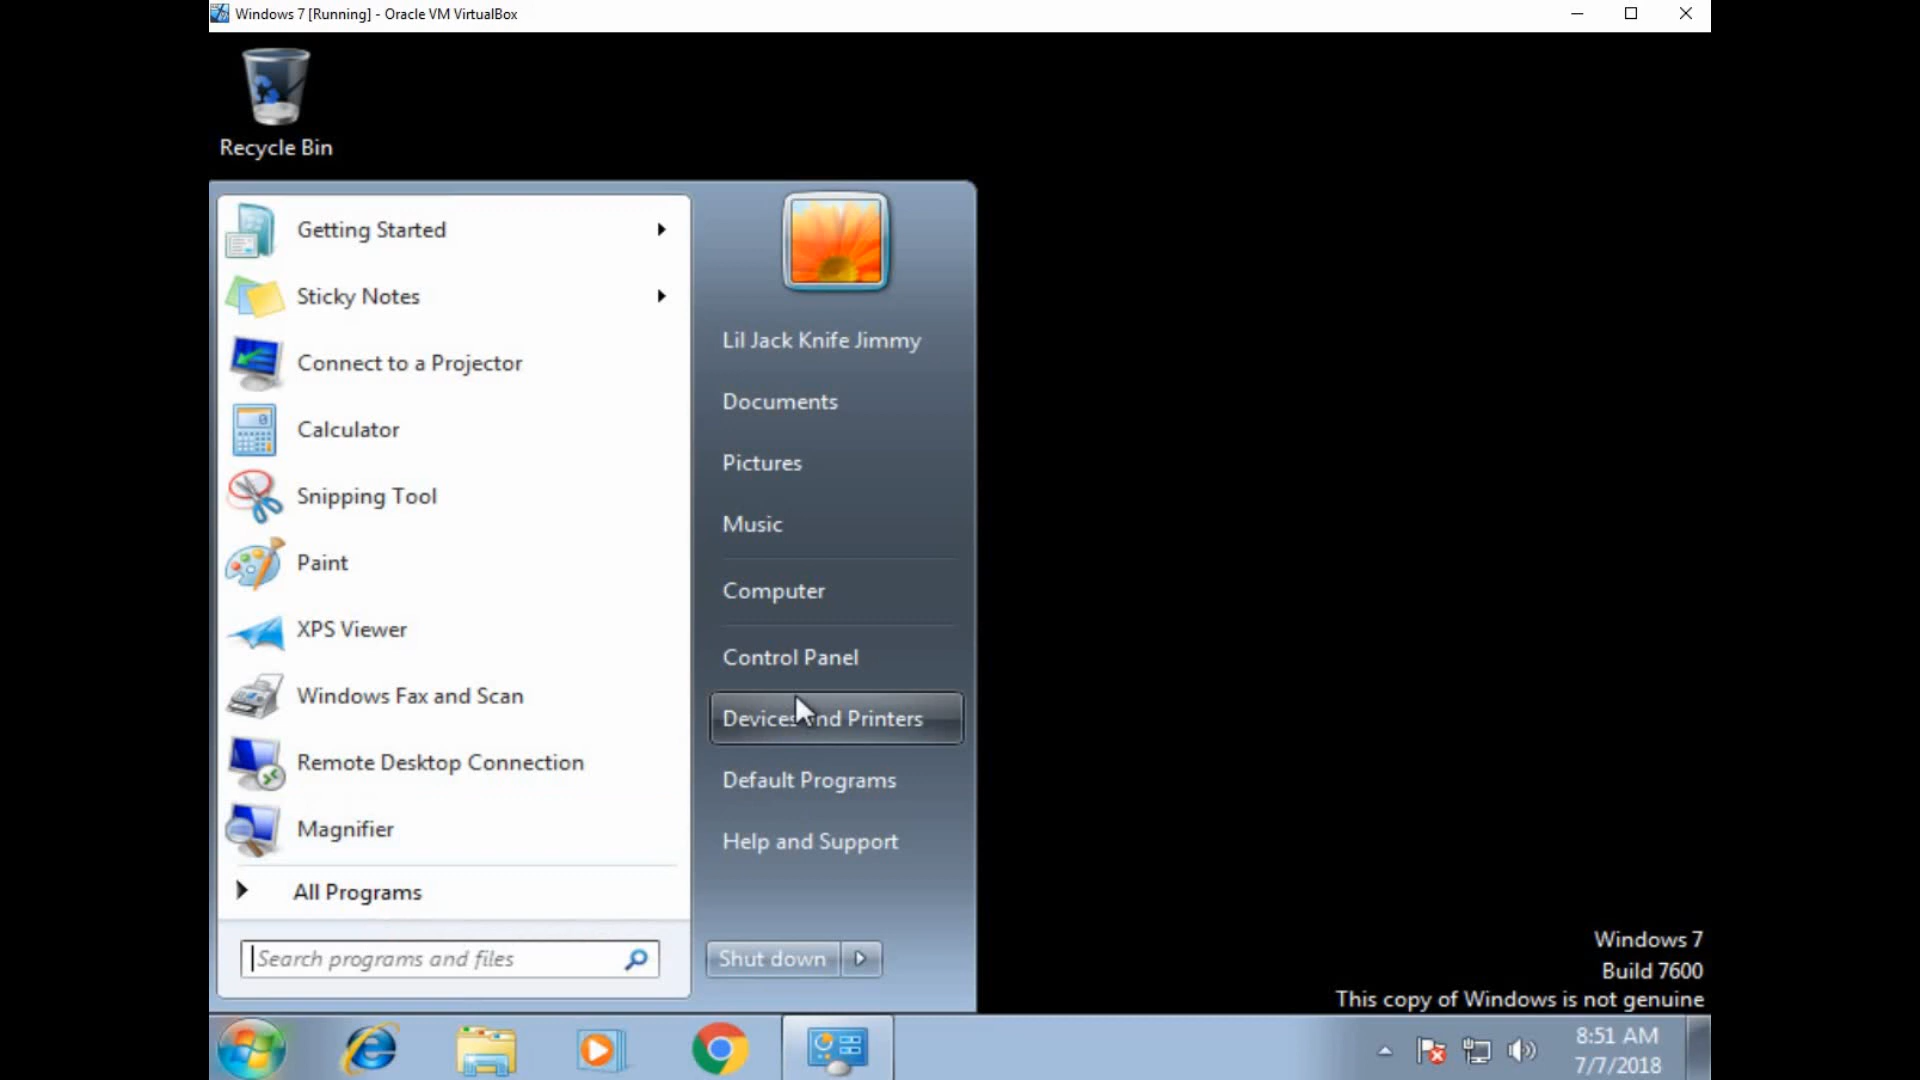 Windows 7 [Running] - Oracle VM VirtualBox
Recycle Bin
Getting Started
Sticky Notes
Connect to a Projector
Calculator
Snipping Tool
Paint
XPS Viewer
Windows Fax and Scan
Remote Desktop Connection
Magnifier
All Programs
Search programs and files
Lil Jack Knife Jimmy
Documents
Pictures
Music
Computer
Control Panel
Devices and Printers
Default Programs
Help and Support
Shut down
Windows 7
Build 7600
This copy of Windows is not genuine
8:51 AM
7/7/2018